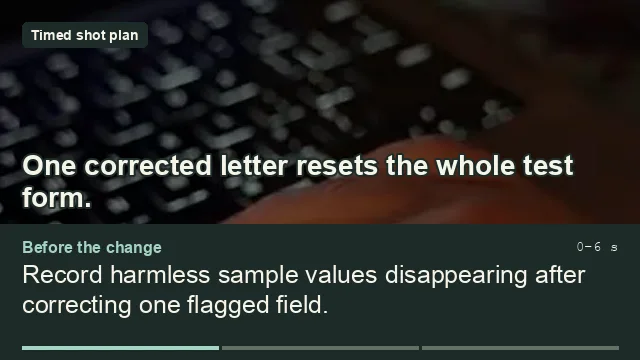 Timed shot plan
One corrected letter resets the whole test
form.
Before the change
0–6 s
Record harmless sample values disappearing after
correcting one flagged field.